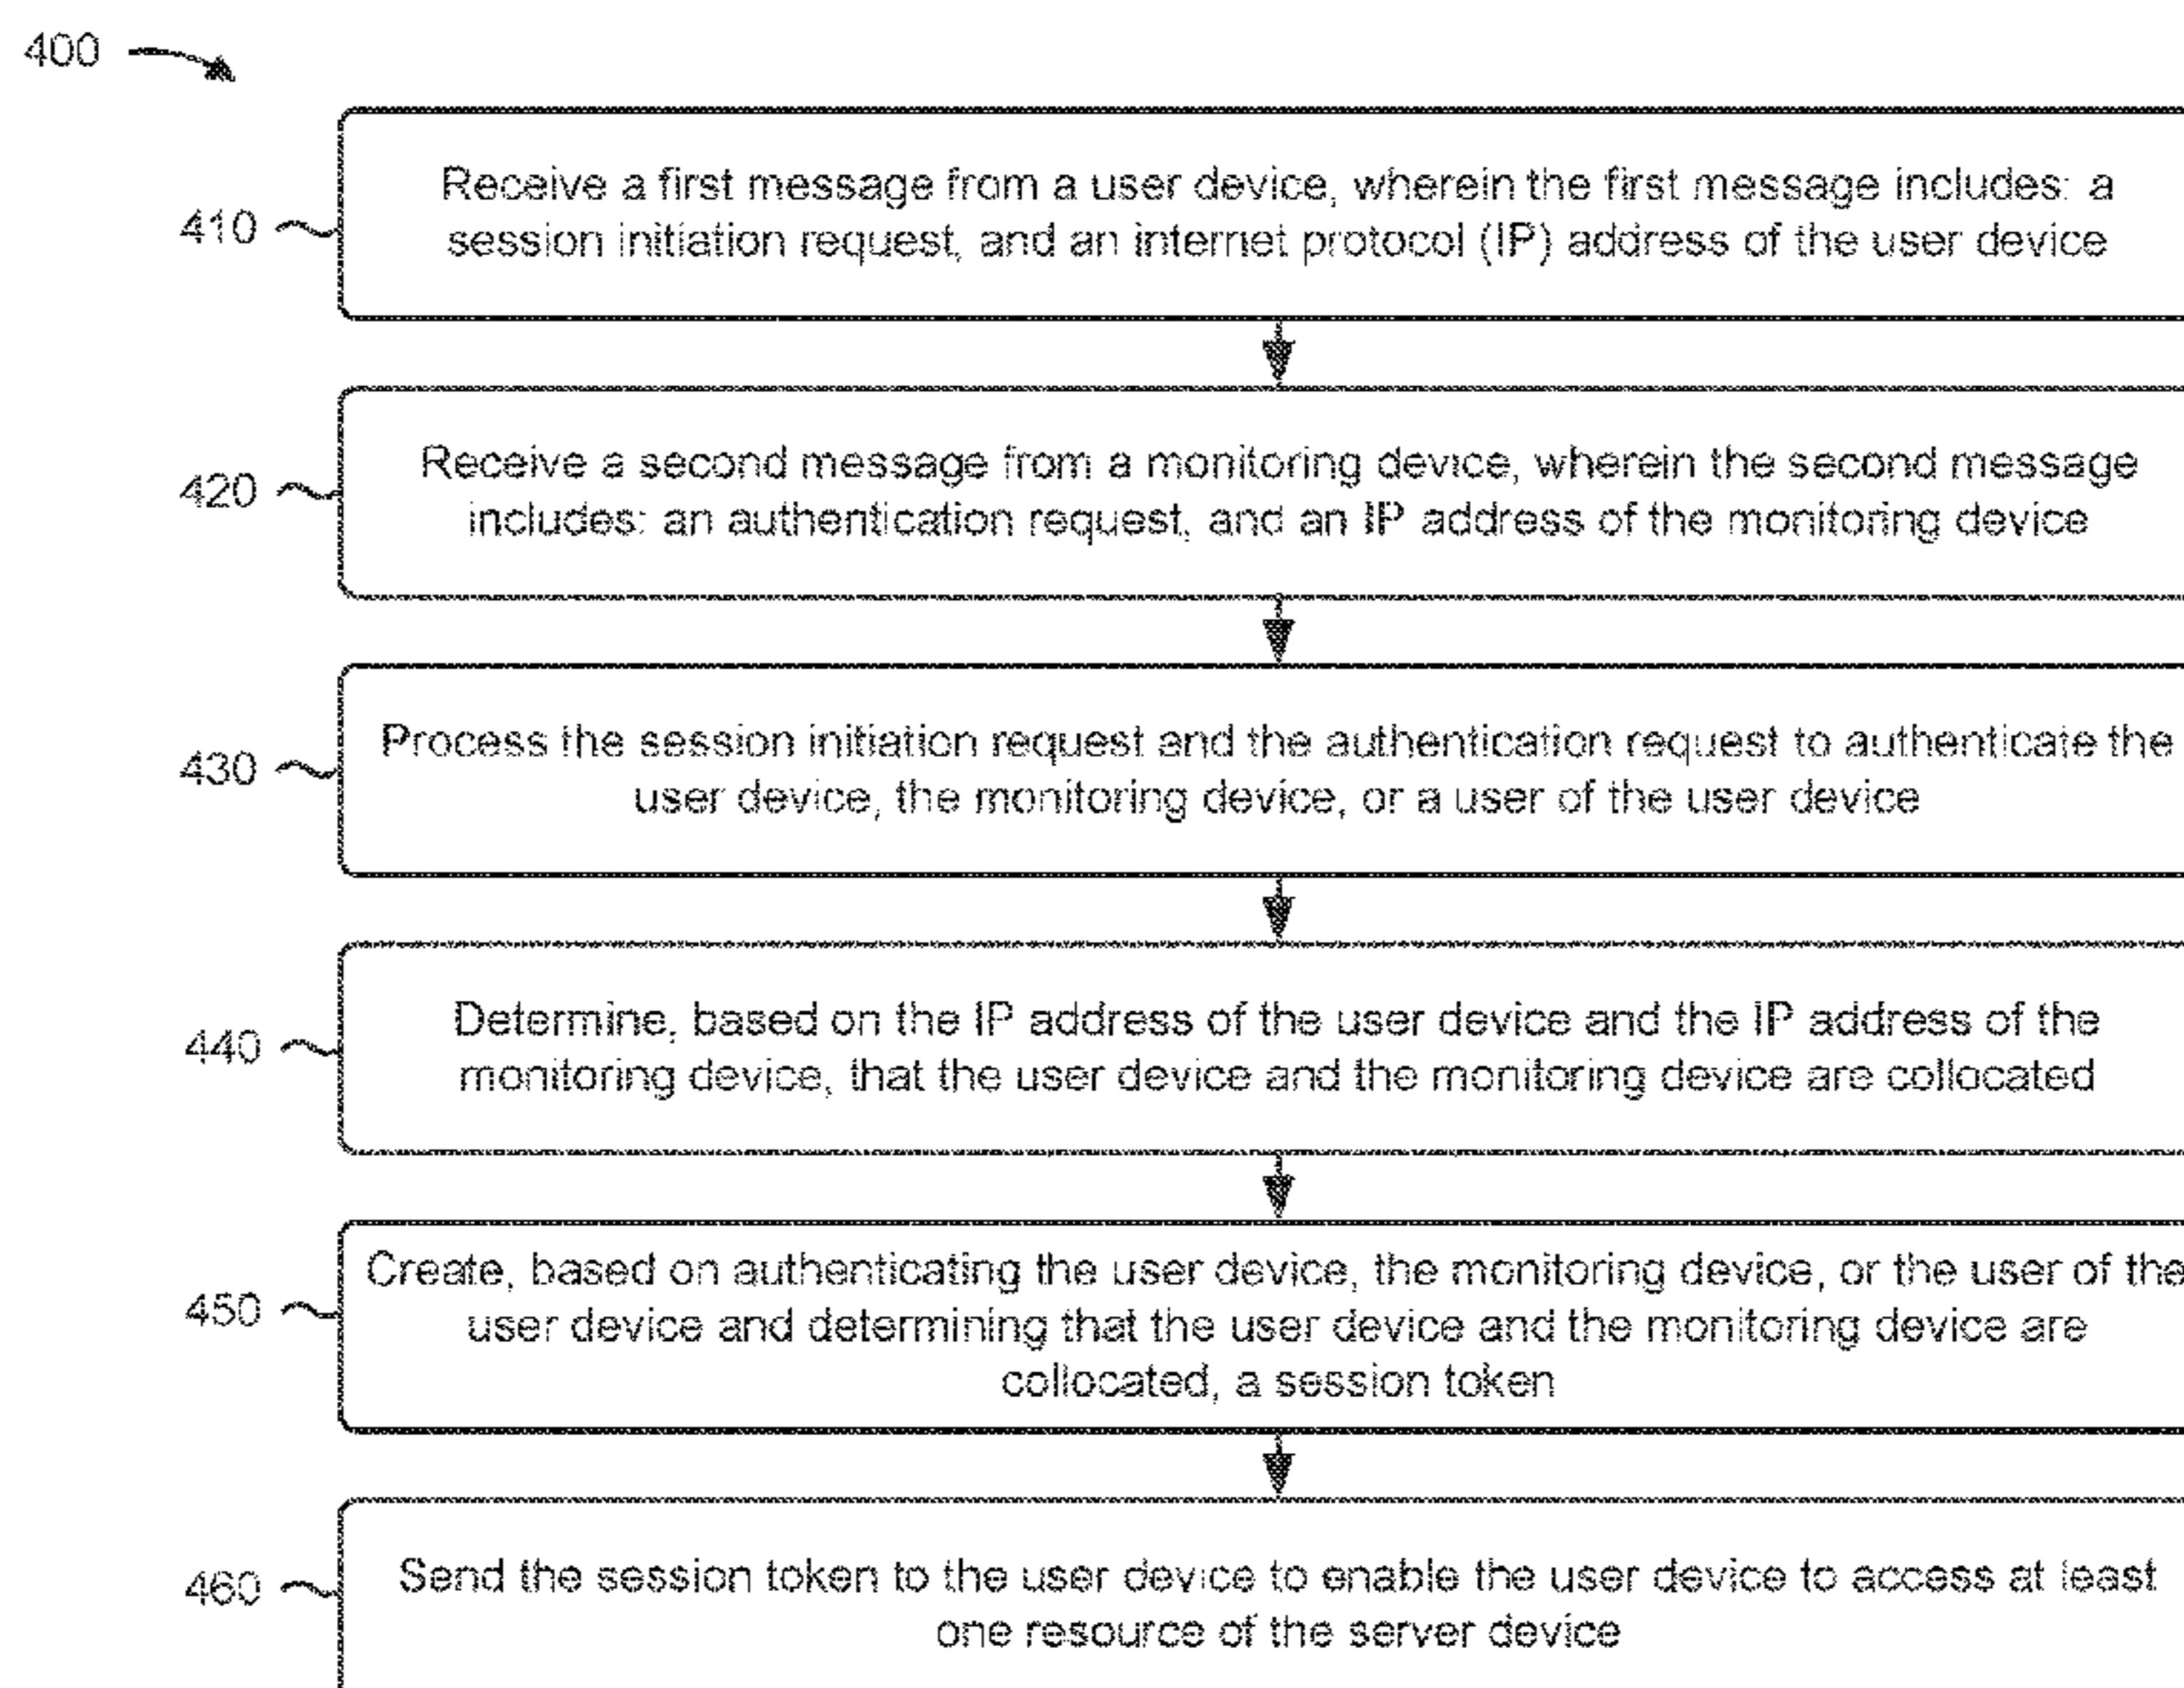 400
410
Receive a first message from a user device, wherein the first message includes: a
session initiation request, and an internet protocol (IP) address of the user device
420
Receive a second message from a monitoring device, wherein the second message
includes: an authentication request, and an IP address of the monitoring device
430
Process the session initiation request and the authentication request to authenticate the
user device, the monitoring device, or a user of the user device
440
Determine, based on the IP address of the user device and the IP address of the
monitoring device, that the user device and the monitoring device are collocated
450
Create, based on authenticating the user device, the monitoring device, or the user of the
user device and determining that the user device and the monitoring device are
collocated, a session token
460
Send the session token to the user device to enable the user device to access at least
one resource of the server device